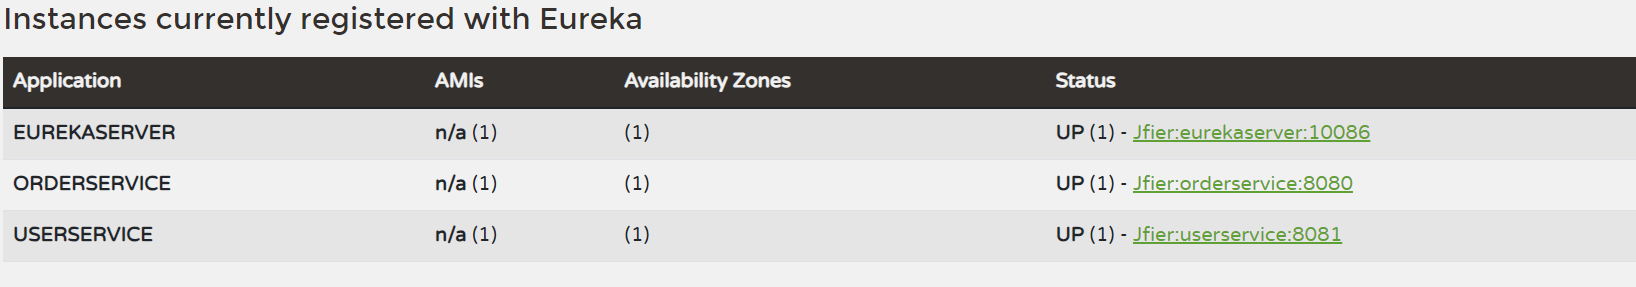 Instances currently registered with Eureka
Application AMIs Availability Zones Status
EUREKASERVER n/a (1) (1) UP (1) - Jfier:eurekaserver:10086
ORDERSERVICE n/a (1) (1) UP (1) - Jfier:orderservice:8080
USERSERVICE n/a (1) (1) UP (1) - Jfier:userservice:8081